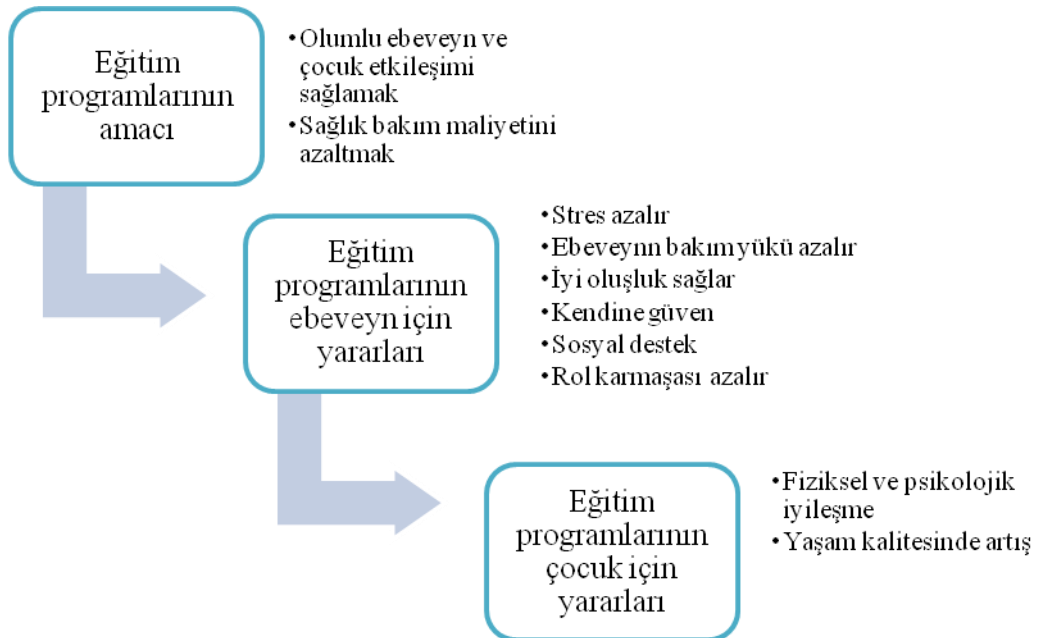 Eğitim
programlarının
amacı
•Olumlu ebeveyn ve
çocuk etkileşimi
sağlamak
•Sağlık bakım maliyetini
azaltmak
Eğitim
programlarının
ebeveyn için
yararları
•Stres azalır
•Ebeveynn bakım yükü azalır
•İyi oluşluk sağlar
•Kendine güven
•Sosyal destek
•Rol karmaşası azalır
Eğitim
programlarının
çocuk için
yararları
•Fiziksel ve psikolojik
iyileşme
•Yaşam kalitesinde artış